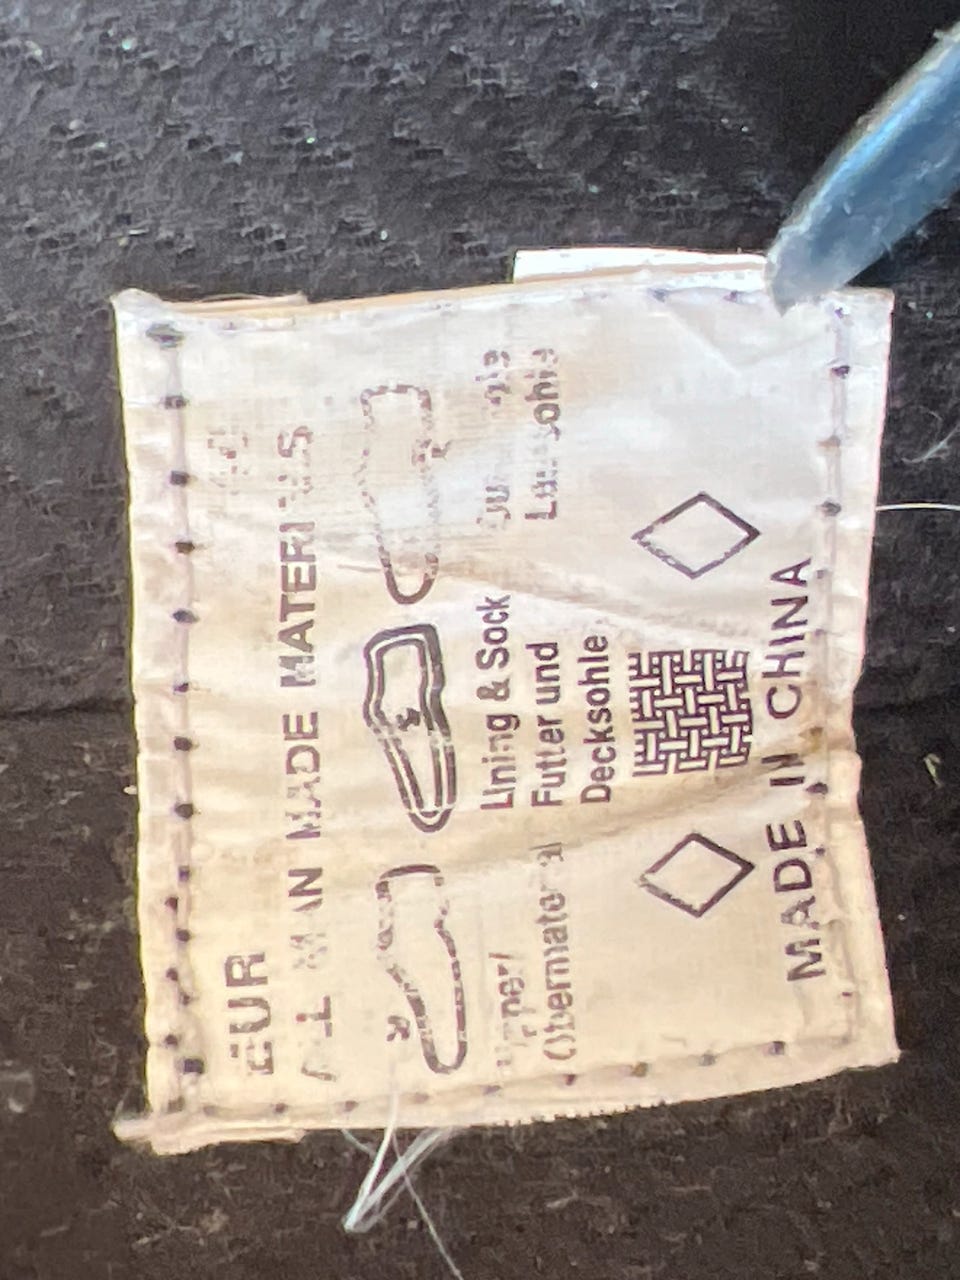 EUR
ALL MAN MADE MATERIALS
Upper/
Obermaterial
Lining & Sock
Futter und
Decksohle
Laufsohle
MADE IN CHINA